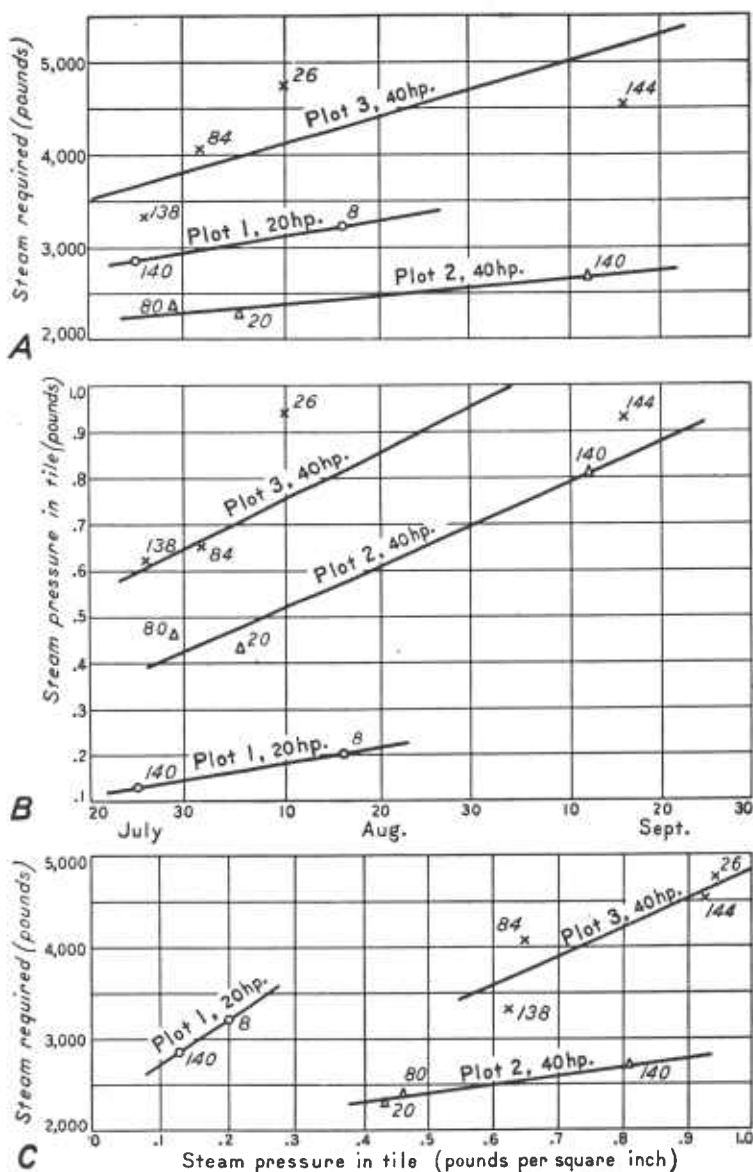 Steam required (pounds)
5,000
4,000
3,000
2,000
26
144
84
Plot 3, 40hp.
138
Plot 1, 20hp.
8
140
Plot 2, 40hp.
140
80
20
A
Steam pressure in tile (pounds)
1.0
.9
.8
.7
.6
.5
.4
.3
.2
.1
26
144
140
Plot 3, 40hp.
138
84
Plot 2, 40hp.
80
20
Plot 1, 20hp.
140
8
B
20 30 10 20 30 10 20 30
July Aug. Sept.
Steam required (pounds)
5,000
4,000
3,000
2,000
26
Plot 3, 40hp.
144
84
138
Plot 1, 20hp.
8
140
Plot 2, 40hp.
140
80
20
C
.0 .1 .2 .3 .4 .5 .6 .7 .8 .9 1.0
Steam pressure in tile (pounds per square inch)